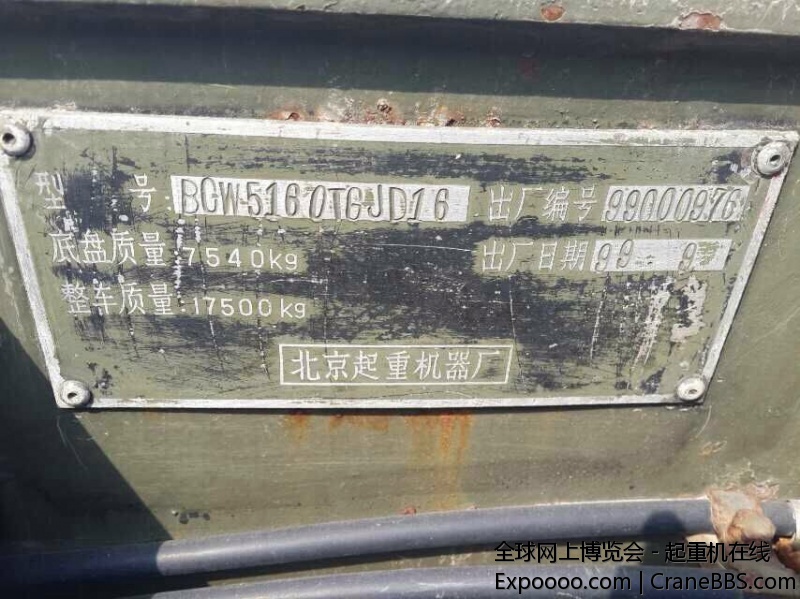 型 号: BCW5160TGJD16 出厂编号 99000976
底盘质量: 7540kg 出厂日期 99-9
整车质量: 17500kg
北京起重机器厂
全球网上博览会 - 起重机在线
Expoooo.com | CraneBBS.com